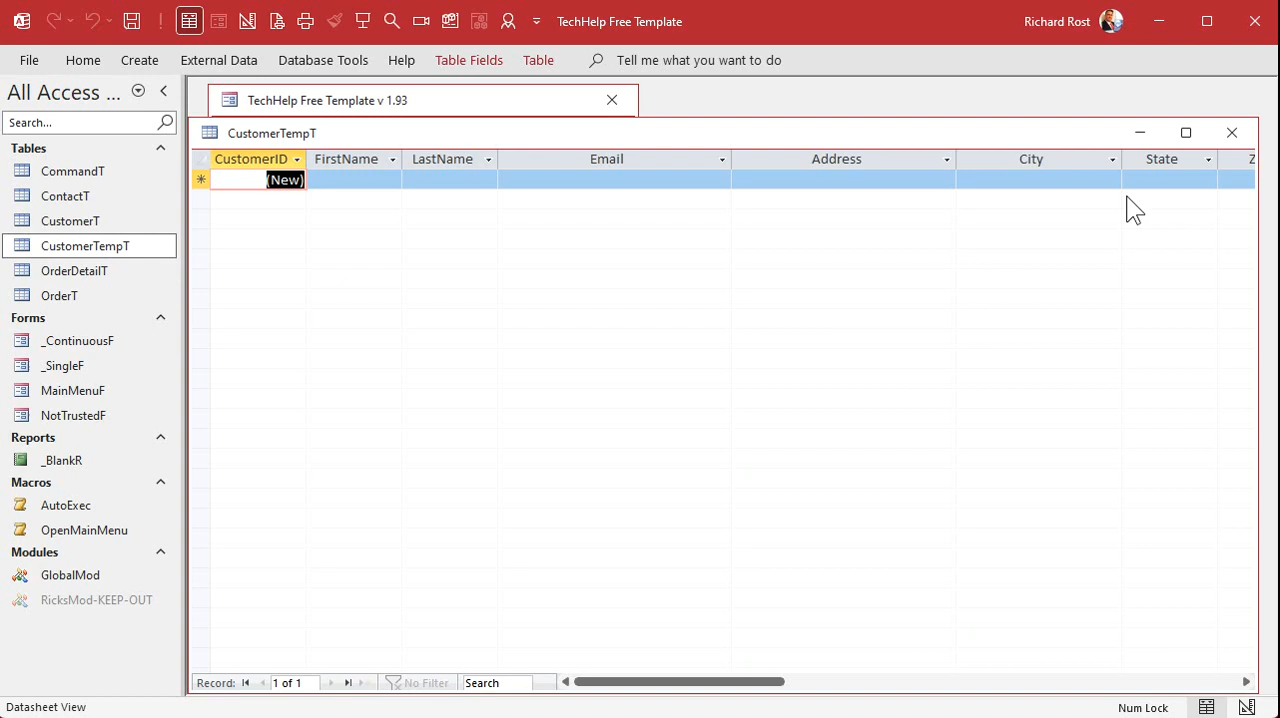 TechHelp Free Template
Richard Rost
File Home Create External Data Database Tools Help Table Fields Table Tell me what you want to do
All Access ...
Search...
Tables
CommandT
ContactT
CustomerT
CustomerTempT
OrderDetailT
OrderT
Forms
_ContinuousF
_SingleF
MainMenuF
NotTrustedF
Reports
_BlankR
Macros
AutoExec
OpenMainMenu
Modules
GlobalMod
RicksMod-KEEP-OUT
TechHelp Free Template v 1.93
CustomerTempT
CustomerID FirstName LastName Email Address City State Z
(New)
Record: 1 of 1 No Filter Search
Datasheet View Num Lock